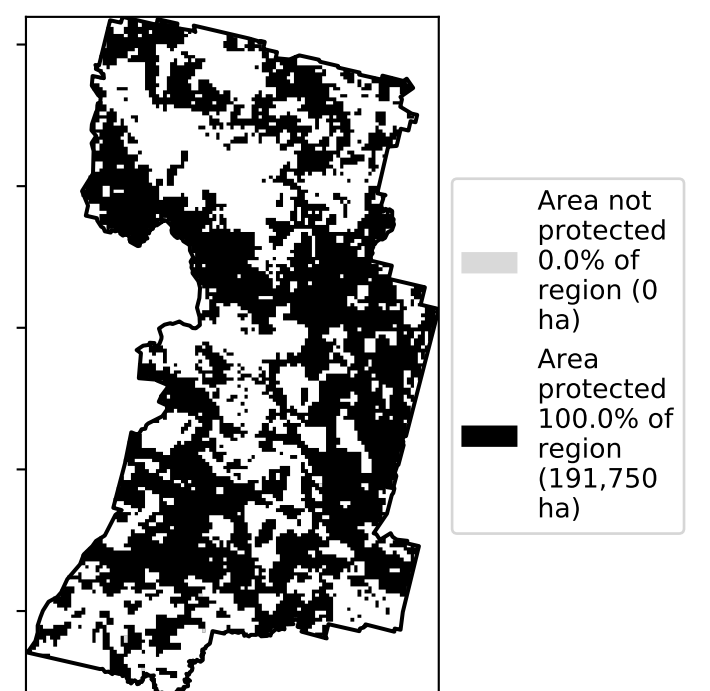 Area not
protected
0.0% of
region (0
ha)
Area
protected
100.0% of
region
(191,750
ha)